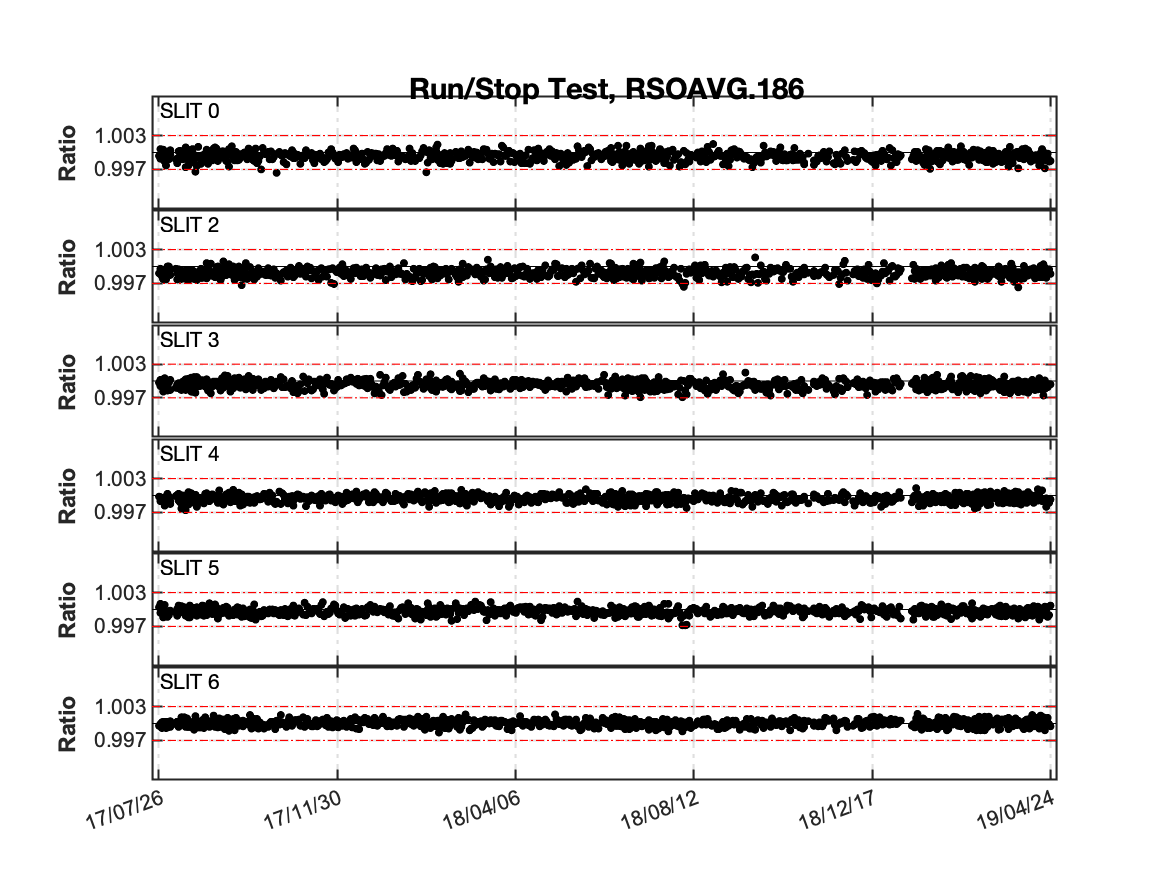 Run/Stop Test, RSOAVG.186
SLIT 0
Ratio
1.003
0.997
SLIT 2
Ratio
1.003
0.997
SLIT 3
Ratio
1.003
0.997
SLIT 4
Ratio
1.003
0.997
SLIT 5
Ratio
1.003
0.997
SLIT 6
Ratio
1.003
0.997
17/07/26 17/11/30 18/04/06 18/08/12 18/12/17 19/04/24